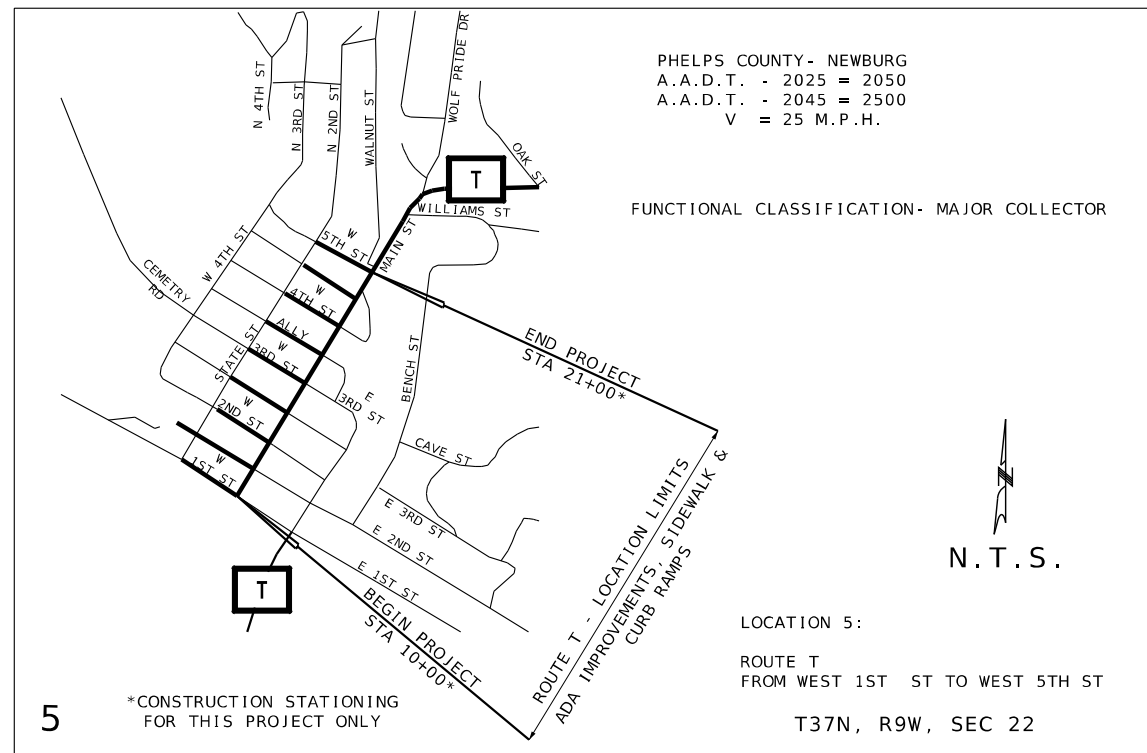 PHELPS COUNTY- NEWBURG
A.A.D.T. - 2025 = 2050
A.A.D.T. - 2045 = 2500
V = 25 M.P.H.
FUNCTIONAL CLASSIFICATION- MAJOR COLLECTOR
N 4TH ST
N 3RD ST
N 2ND ST
WALNUT ST
WOLF PRIDE DR
OAK ST
T
WILLIAMS ST
MAIN ST
W
5TH ST
W 4TH ST
CEMETRY
RD
W
4TH ST
ALLY
STATE ST
W
3RD ST
E
3RD ST
BENCH ST
W
2ND ST
CAVE ST
W
1ST ST
E 3RD ST
E 2ND ST
E 1ST ST
T
END PROJECT
STA 21+00*
BEGIN PROJECT
STA 10+00*
ROUTE T - LOCATION LIMITS
ADA IMPROVEMENTS, SIDEWALK &
CURB RAMPS
N
N.T.S.
LOCATION 5:
ROUTE T
FROM WEST 1ST ST TO WEST 5TH ST
T37N, R9W, SEC 22
*CONSTRUCTION STATIONING
FOR THIS PROJECT ONLY
5